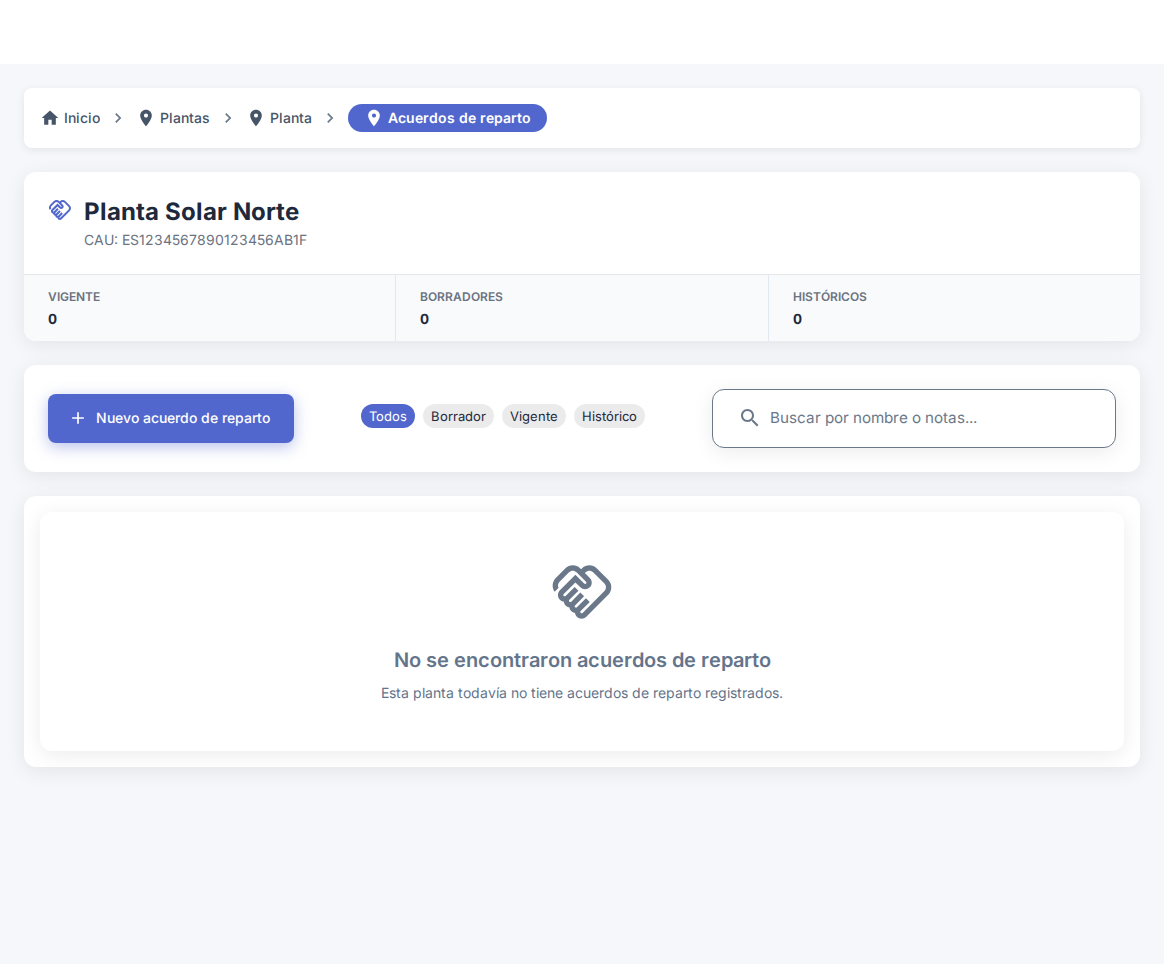 Inicio Plantas Planta Acuerdos de reparto
Planta Solar Norte
CAU: ES1234567890123456AB1F
VIGENTE BORRADORES HISTÓRICOS
0 0 0
Nuevo acuerdo de reparto Todos Borrador Vigente Histórico Buscar por nombre o notas...
No se encontraron acuerdos de reparto
Esta planta todavía no tiene acuerdos de reparto registrados.